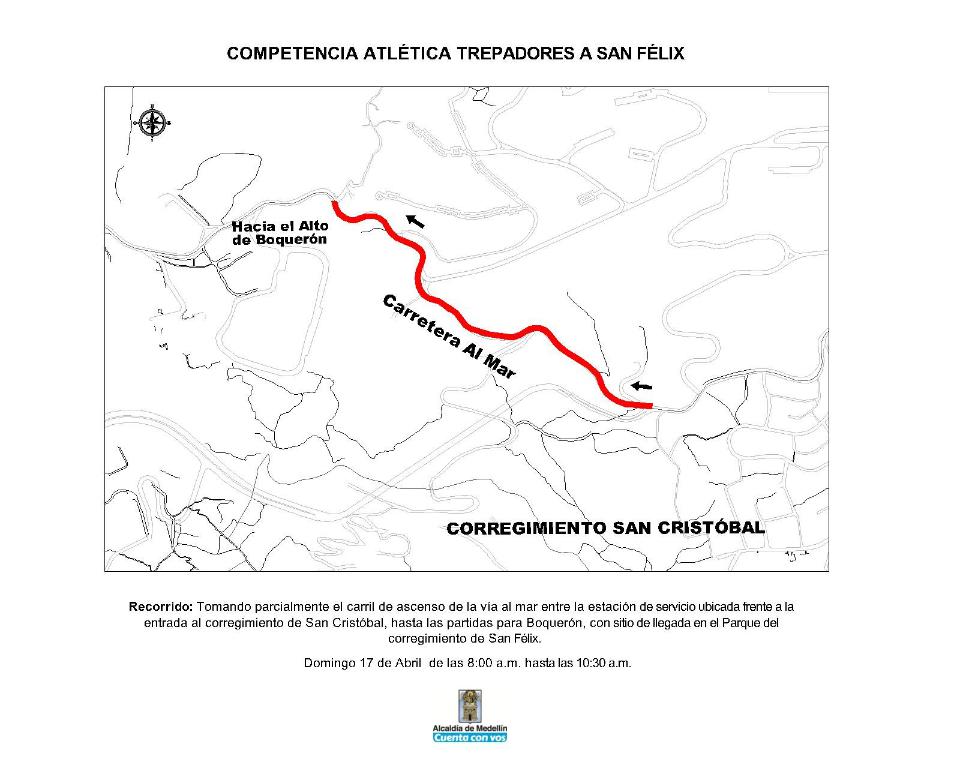 COMPETENCIA ATLÉTICA TREPADORES A SAN FÉLIX
Hacia el Alto
de Boquerón
Carretera Al Mar
CORREGIMIENTO SAN CRISTÓBAL
Recorrido: Tomando parcialmente el carril de ascenso de la vía al mar entre la estación de servicio ubicada frente a la
entrada al corregimiento de San Cristóbal, hasta las partidas para Boquerón, con sitio de llegada en el Parque del
corregimiento de San Félix.
Domingo 17 de Abril de las 8:00 a.m. hasta las 10:30 a.m.
Alcaldía de Medellín
Cuenta con vos